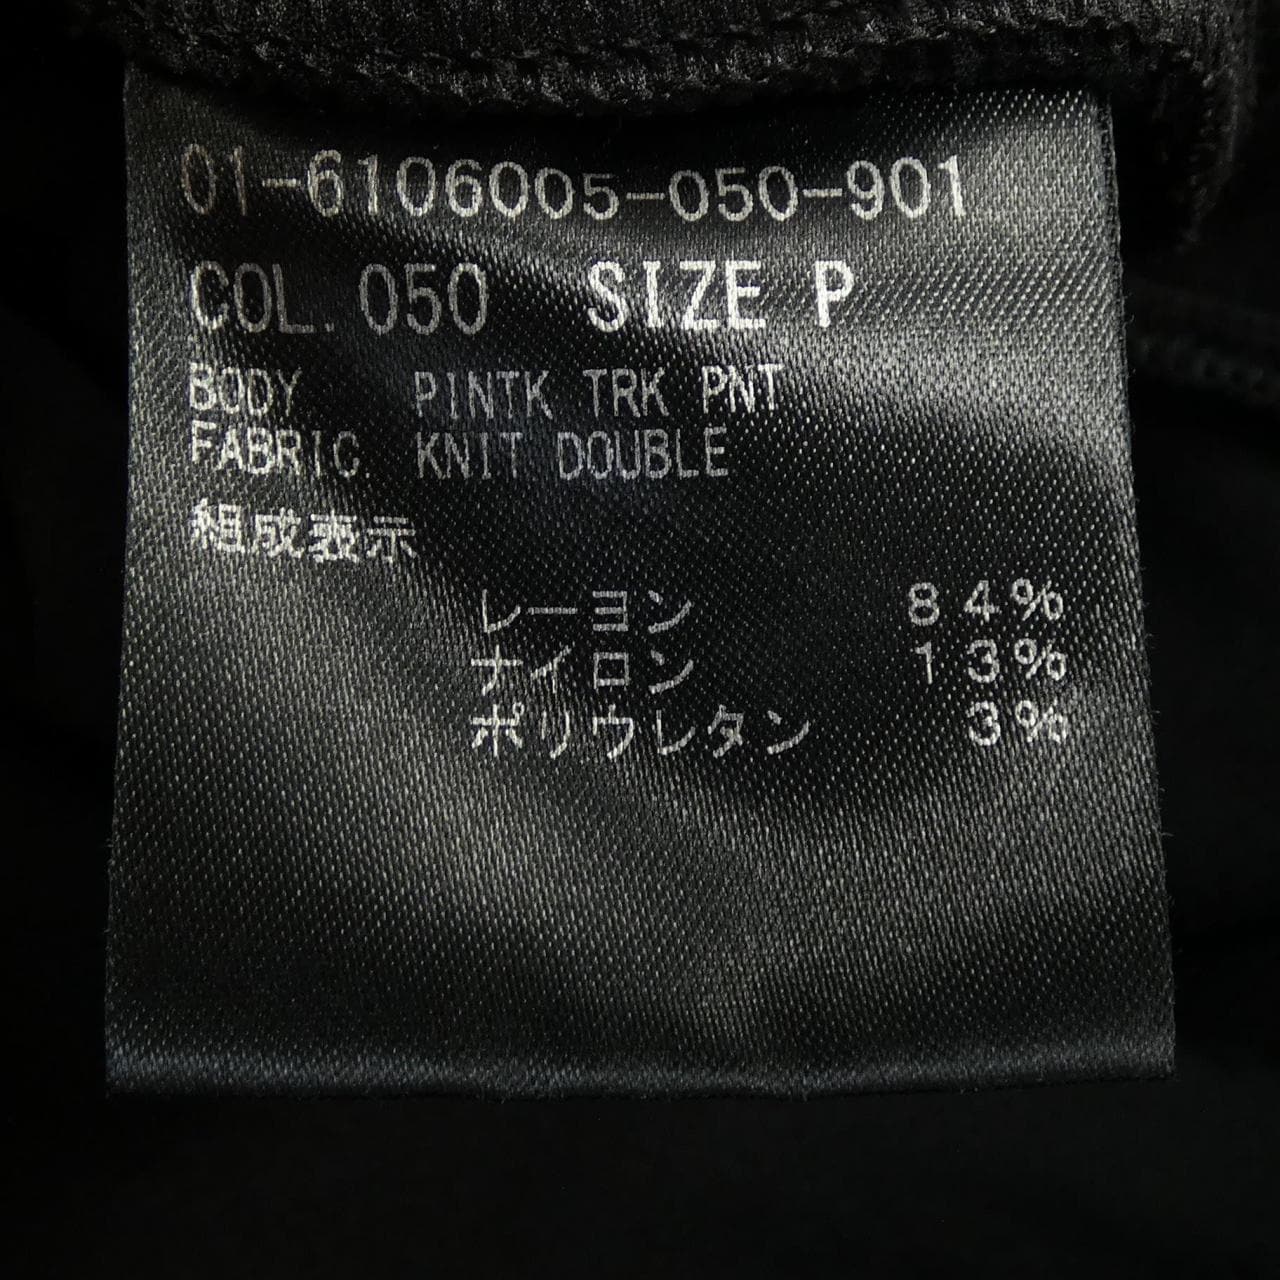 01-6106005-050-901
COL. 050 SIZE P
BODY PINTK TRK PNT
FABRIC. KNIT DOUBLE
組成表示
レーヨン 84%
ナイロン 13%
ポリウレタン 3%